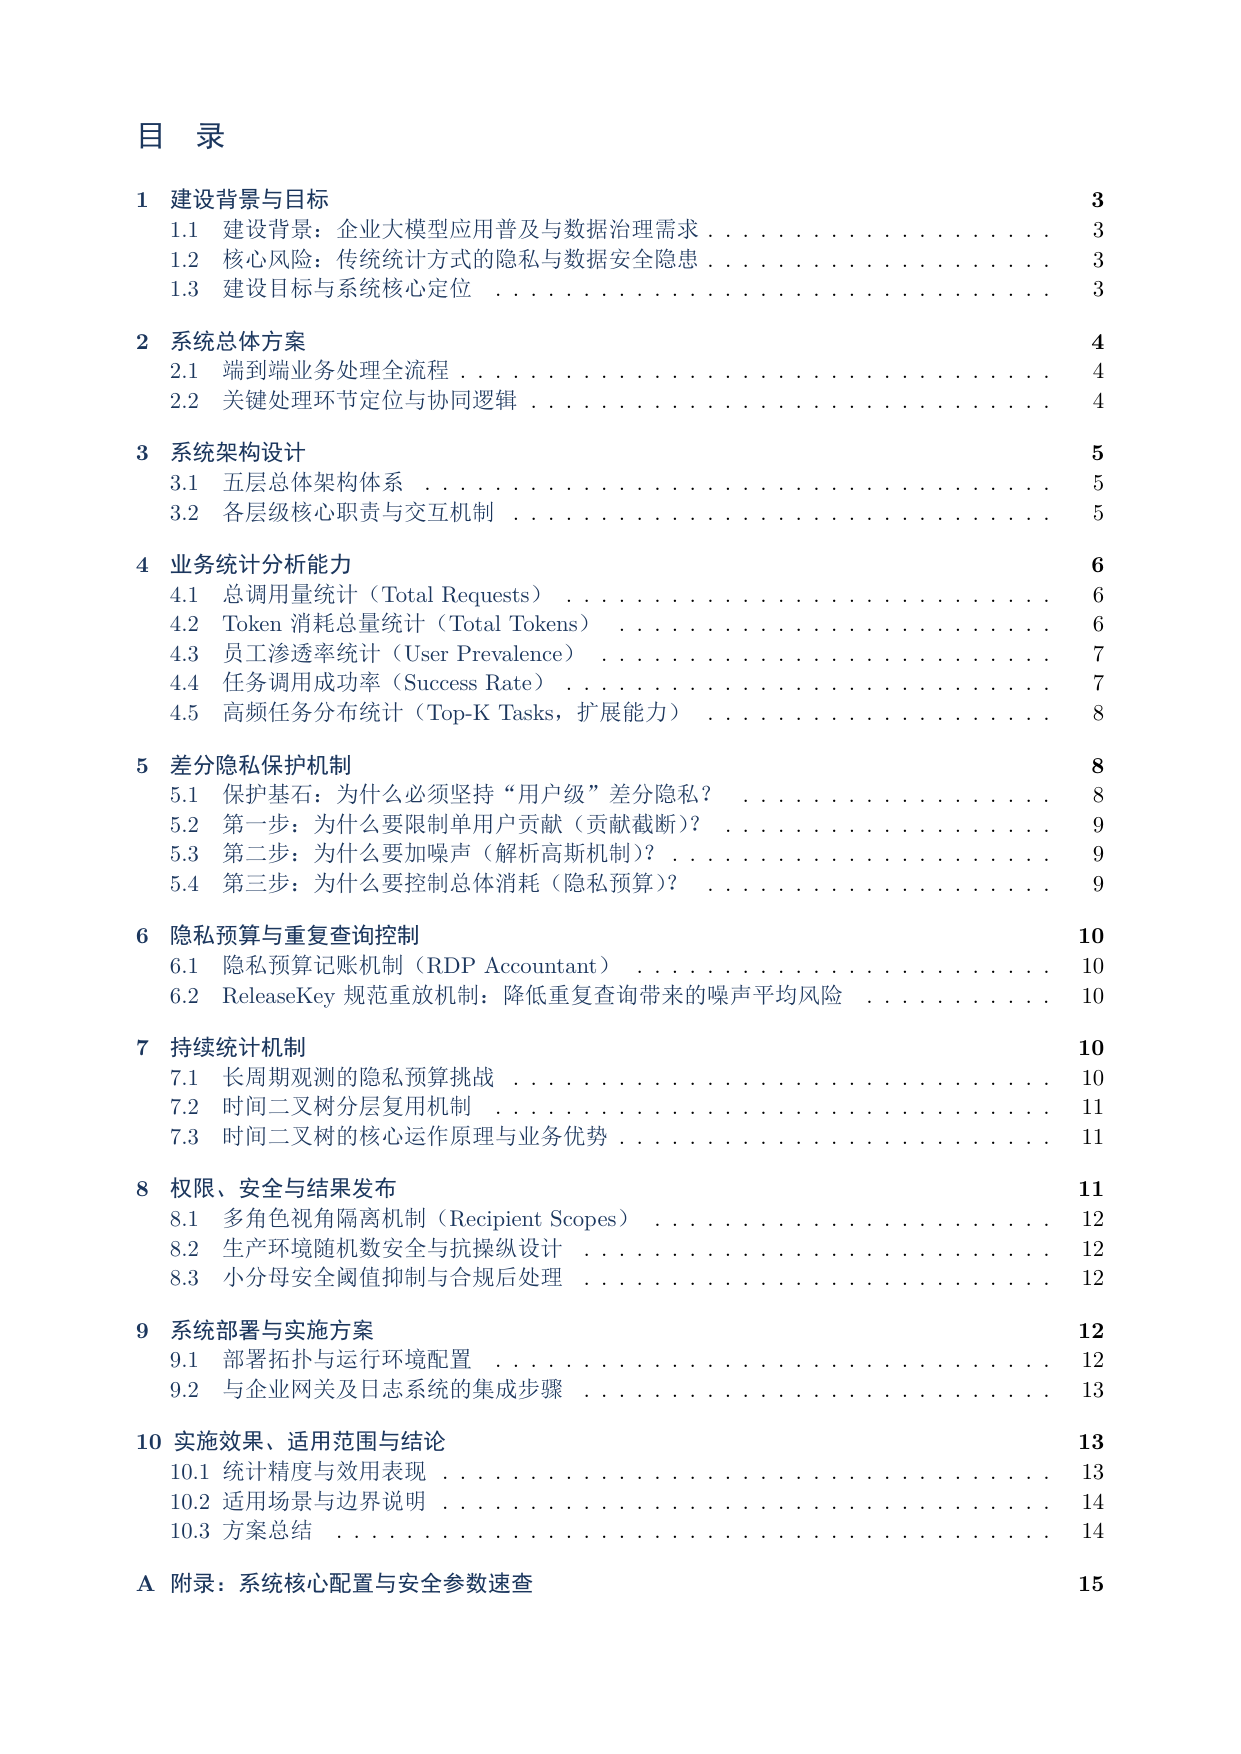 目 录
1 建设背景与目标 3
1.1 建设背景：企业大模型应用普及与数据治理需求 . . . . . . . . . . . . . . . . . . . . 3
1.2 核心风险：传统统计方式的隐私与数据安全隐患 . . . . . . . . . . . . . . . . . . . . 3
1.3 建设目标与系统核心定位 . . . . . . . . . . . . . . . . . . . . . . . . . . . . . . . . 3
2 系统总体方案 4
2.1 端到端业务处理全流程 . . . . . . . . . . . . . . . . . . . . . . . . . . . . . . . . . . 4
2.2 关键处理环节定位与协同逻辑 . . . . . . . . . . . . . . . . . . . . . . . . . . . . . . 4
3 系统架构设计 5
3.1 五层总体架构体系 . . . . . . . . . . . . . . . . . . . . . . . . . . . . . . . . . . . . 5
3.2 各层级核心职责与交互机制 . . . . . . . . . . . . . . . . . . . . . . . . . . . . . . . 5
4 业务统计分析能力 6
4.1 总调用量统计（Total Requests） . . . . . . . . . . . . . . . . . . . . . . . . . . . . 6
4.2 Token 消耗总量统计（Total Tokens） . . . . . . . . . . . . . . . . . . . . . . . . . 6
4.3 员工渗透率统计（User Prevalence） . . . . . . . . . . . . . . . . . . . . . . . . . . 7
4.4 任务调用成功率（Success Rate） . . . . . . . . . . . . . . . . . . . . . . . . . . . . 7
4.5 高频任务分布统计（Top-K Tasks，扩展能力） . . . . . . . . . . . . . . . . . . . . 8
5 差分隐私保护机制 8
5.1 保护基石：为什么必须坚持“用户级”差分隐私？ . . . . . . . . . . . . . . . . . . 8
5.2 第一步：为什么要限制单用户贡献（贡献截断）？ . . . . . . . . . . . . . . . . . . . 9
5.3 第二步：为什么要加噪声（解析高斯机制）？ . . . . . . . . . . . . . . . . . . . . . . 9
5.4 第三步：为什么要控制总体消耗（隐私预算）？ . . . . . . . . . . . . . . . . . . . . 9
6 隐私预算与重复查询控制 10
6.1 隐私预算记账机制（RDP Accountant） . . . . . . . . . . . . . . . . . . . . . . . . 10
6.2 ReleaseKey 规范重放机制：降低重复查询带来的噪声平均风险 . . . . . . . . . . . 10
7 持续统计机制 10
7.1 长周期观测的隐私预算挑战 . . . . . . . . . . . . . . . . . . . . . . . . . . . . . . . 10
7.2 时间二叉树分层复用机制 . . . . . . . . . . . . . . . . . . . . . . . . . . . . . . . . 11
7.3 时间二叉树的核心运作原理与业务优势 . . . . . . . . . . . . . . . . . . . . . . . . . 11
8 权限、安全与结果发布 11
8.1 多角色视角隔离机制（Recipient Scopes） . . . . . . . . . . . . . . . . . . . . . . . 12
8.2 生产环境随机数安全与抗操纵设计 . . . . . . . . . . . . . . . . . . . . . . . . . . . 12
8.3 小分母安全阈值抑制与合规后处理 . . . . . . . . . . . . . . . . . . . . . . . . . . . 12
9 系统部署与实施方案 12
9.1 部署拓扑与运行环境配置 . . . . . . . . . . . . . . . . . . . . . . . . . . . . . . . . 12
9.2 与企业网关及日志系统的集成步骤 . . . . . . . . . . . . . . . . . . . . . . . . . . . 13
10 实施效果、适用范围与结论 13
10.1 统计精度与效用表现 . . . . . . . . . . . . . . . . . . . . . . . . . . . . . . . . . . . 13
10.2 适用场景与边界说明 . . . . . . . . . . . . . . . . . . . . . . . . . . . . . . . . . . . 14
10.3 方案总结 . . . . . . . . . . . . . . . . . . . . . . . . . . . . . . . . . . . . . . . . . 14
A 附录：系统核心配置与安全参数速查 15